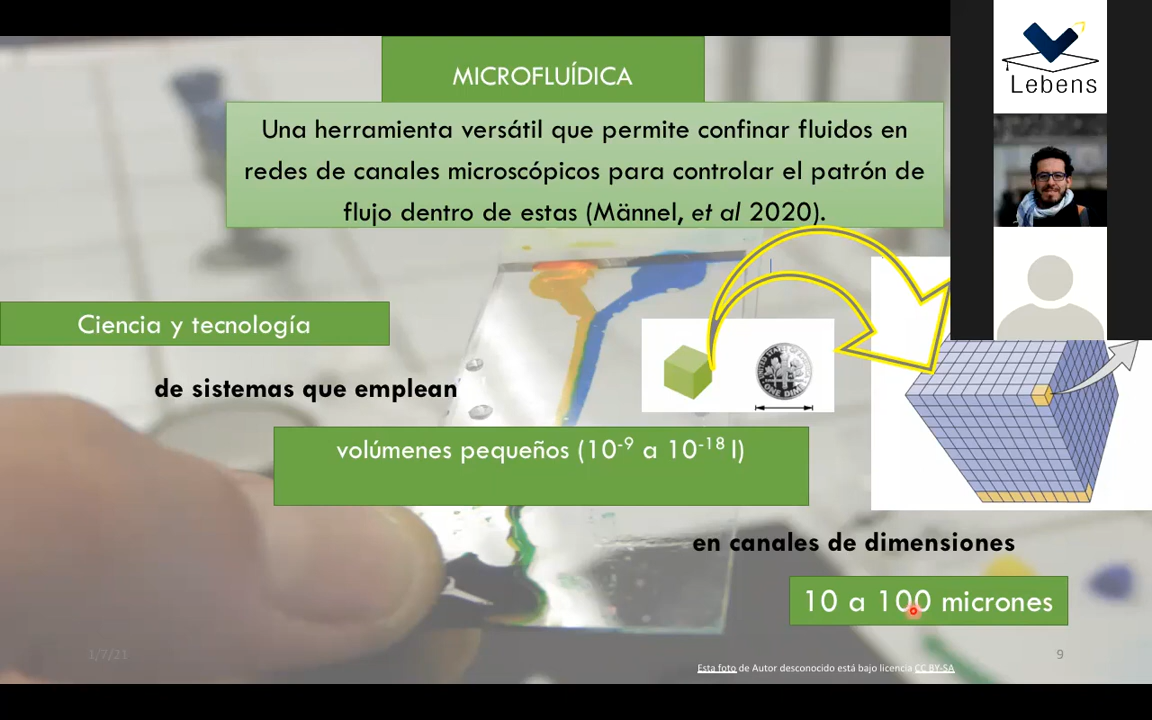 MICROFLUÍDICA
Una herramienta versátil que permite confinar fluidos en
redes de canales microscópicos para controlar el patrón de
flujo dentro de estas (Männel, et al 2020).
Lebens
Ciencia y tecnología
de sistemas que emplean
ONE DIME
volúmenes pequeños (10⁻⁹ a 10⁻¹⁸ l)
en canales de dimensiones
10 a 100 micrones
1/7/21
9
Esta foto de Autor desconocido está bajo licencia CC BY-SA